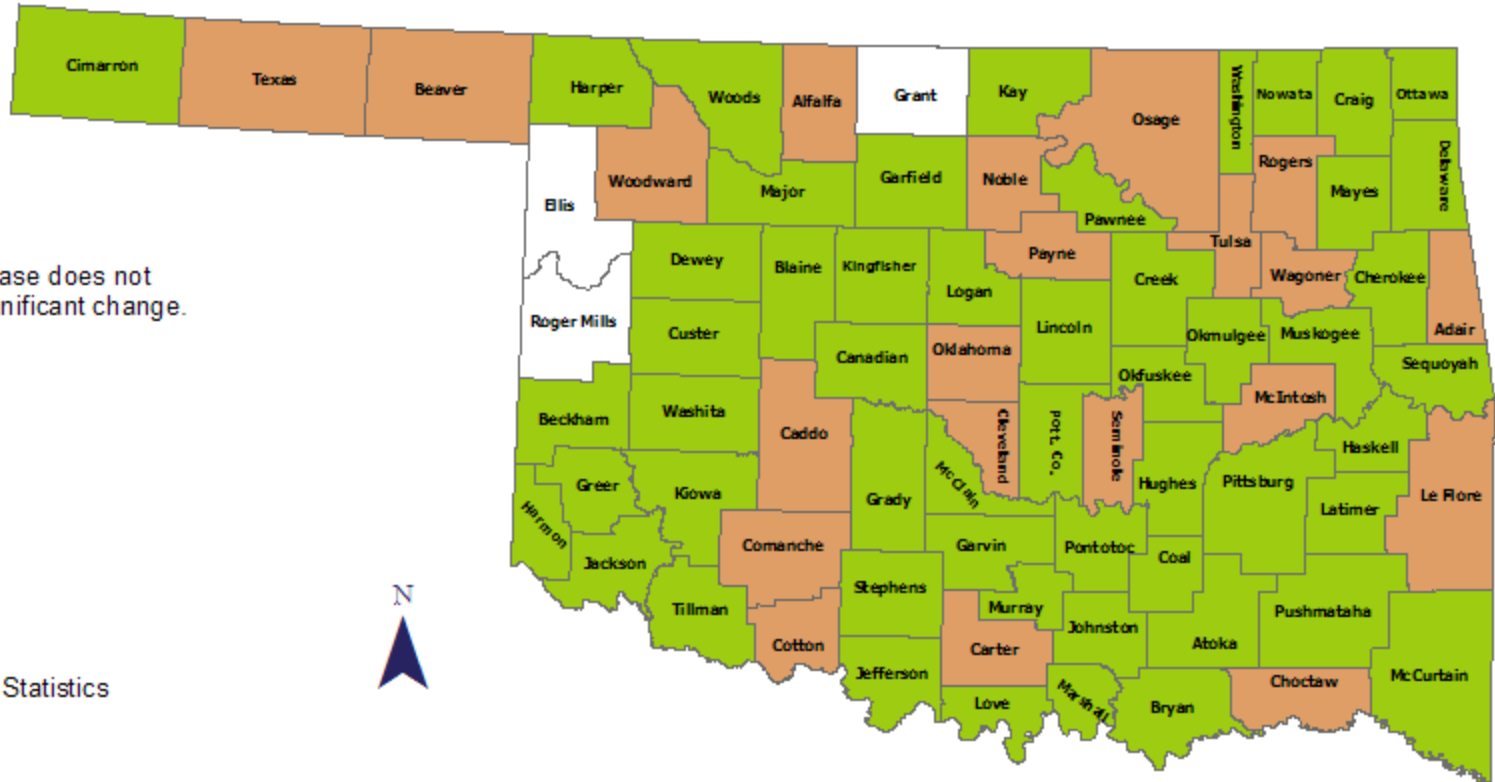 Cimarron
Texas
Beaver
Harper
Woods
Alfalfa
Grant
Kay
Osage
Washington
Nowata
Craig
Ottawa
Delaware
Rogers
Mayes
Woodward
Ellis
Major
Garfield
Noble
Pawnee
Tulsa
Payne
Dewey
Blaine
Kingfisher
Logan
Creek
Wagoner
Cherokee
Adair
ase does not
nificant change.
Roger Mills
Custer
Canadian
Oklahoma
Lincoln
Okmulgee
Muskogee
Sequoyah
Okfuskee
McIntosh
Beckham
Washita
Caddo
Cleveland
Pott. Co.
Seminole
Haskell
Greer
Kiowa
Grady
McClain
Hughes
Pittsburg
Latimer
Le Flore
Harmon
Jackson
Comanche
Garvin
Pontotoc
Coal
Stephens
Tillman
Murray
Johnston
Atoka
Pushmataha
N
Cotton
Carter
Jefferson
Love
Marshall
Bryan
Choctaw
McCurtain
Statistics